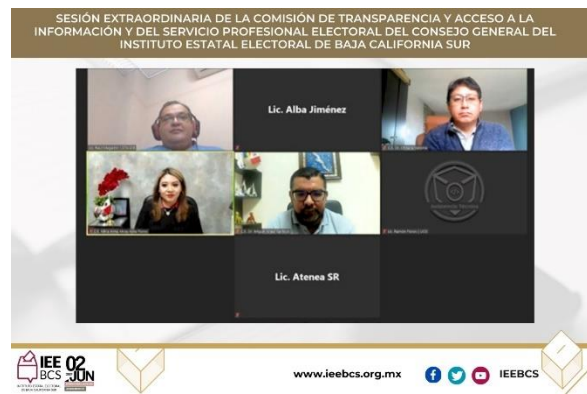 SESIÓN EXTRAORDINARIA DE LA COMISIÓN DE TRANSPARENCIA Y ACCESO A LA
INFORMACIÓN Y DEL SERVICIO PROFESIONAL ELECTORAL DEL CONSEJO GENERAL DEL
INSTITUTO ESTATAL ELECTORAL DE BAJA CALIFORNIA SUR
Lic. Alba Jiménez
Lic. Atenea SR
IEE
BCS
02
JUN
www.ieebcs.org.mx
IEEBCS